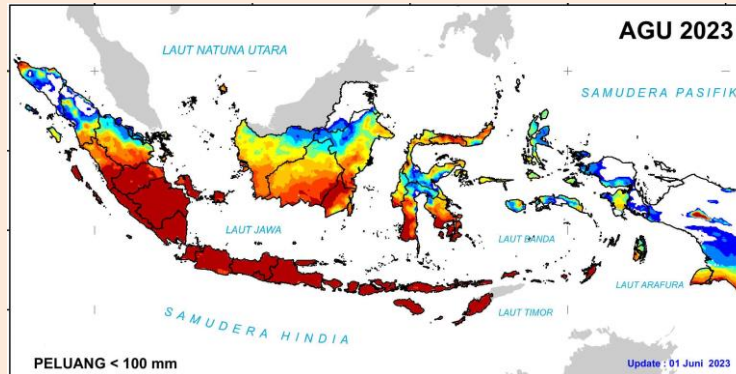 AGU 2023
LAUT NATUNA UTARA
SAMUDERA PASIFIK
LAUT JAWA
LAUT BANDA
LAUT ARAFURA
SAMUDERA HINDIA
LAUT TIMOR
PELUANG < 100 mm
Update : 01 Juni 2023